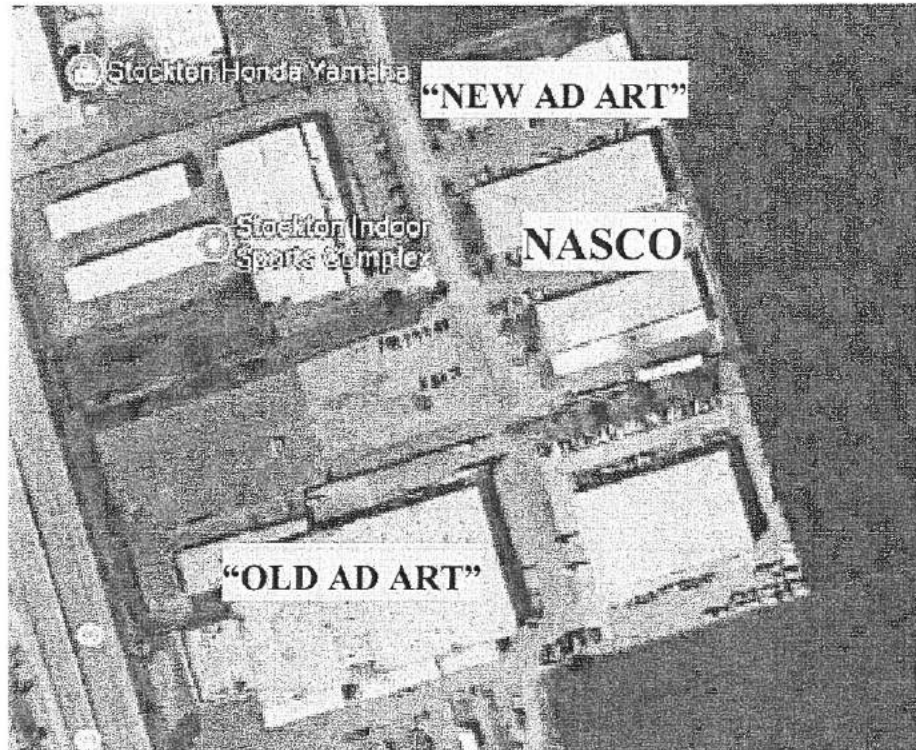 Stockton Honda Yamaha
“NEW AD ART”
Stockton Indoor
Sports Complex
NASCO
“OLD AD ART”